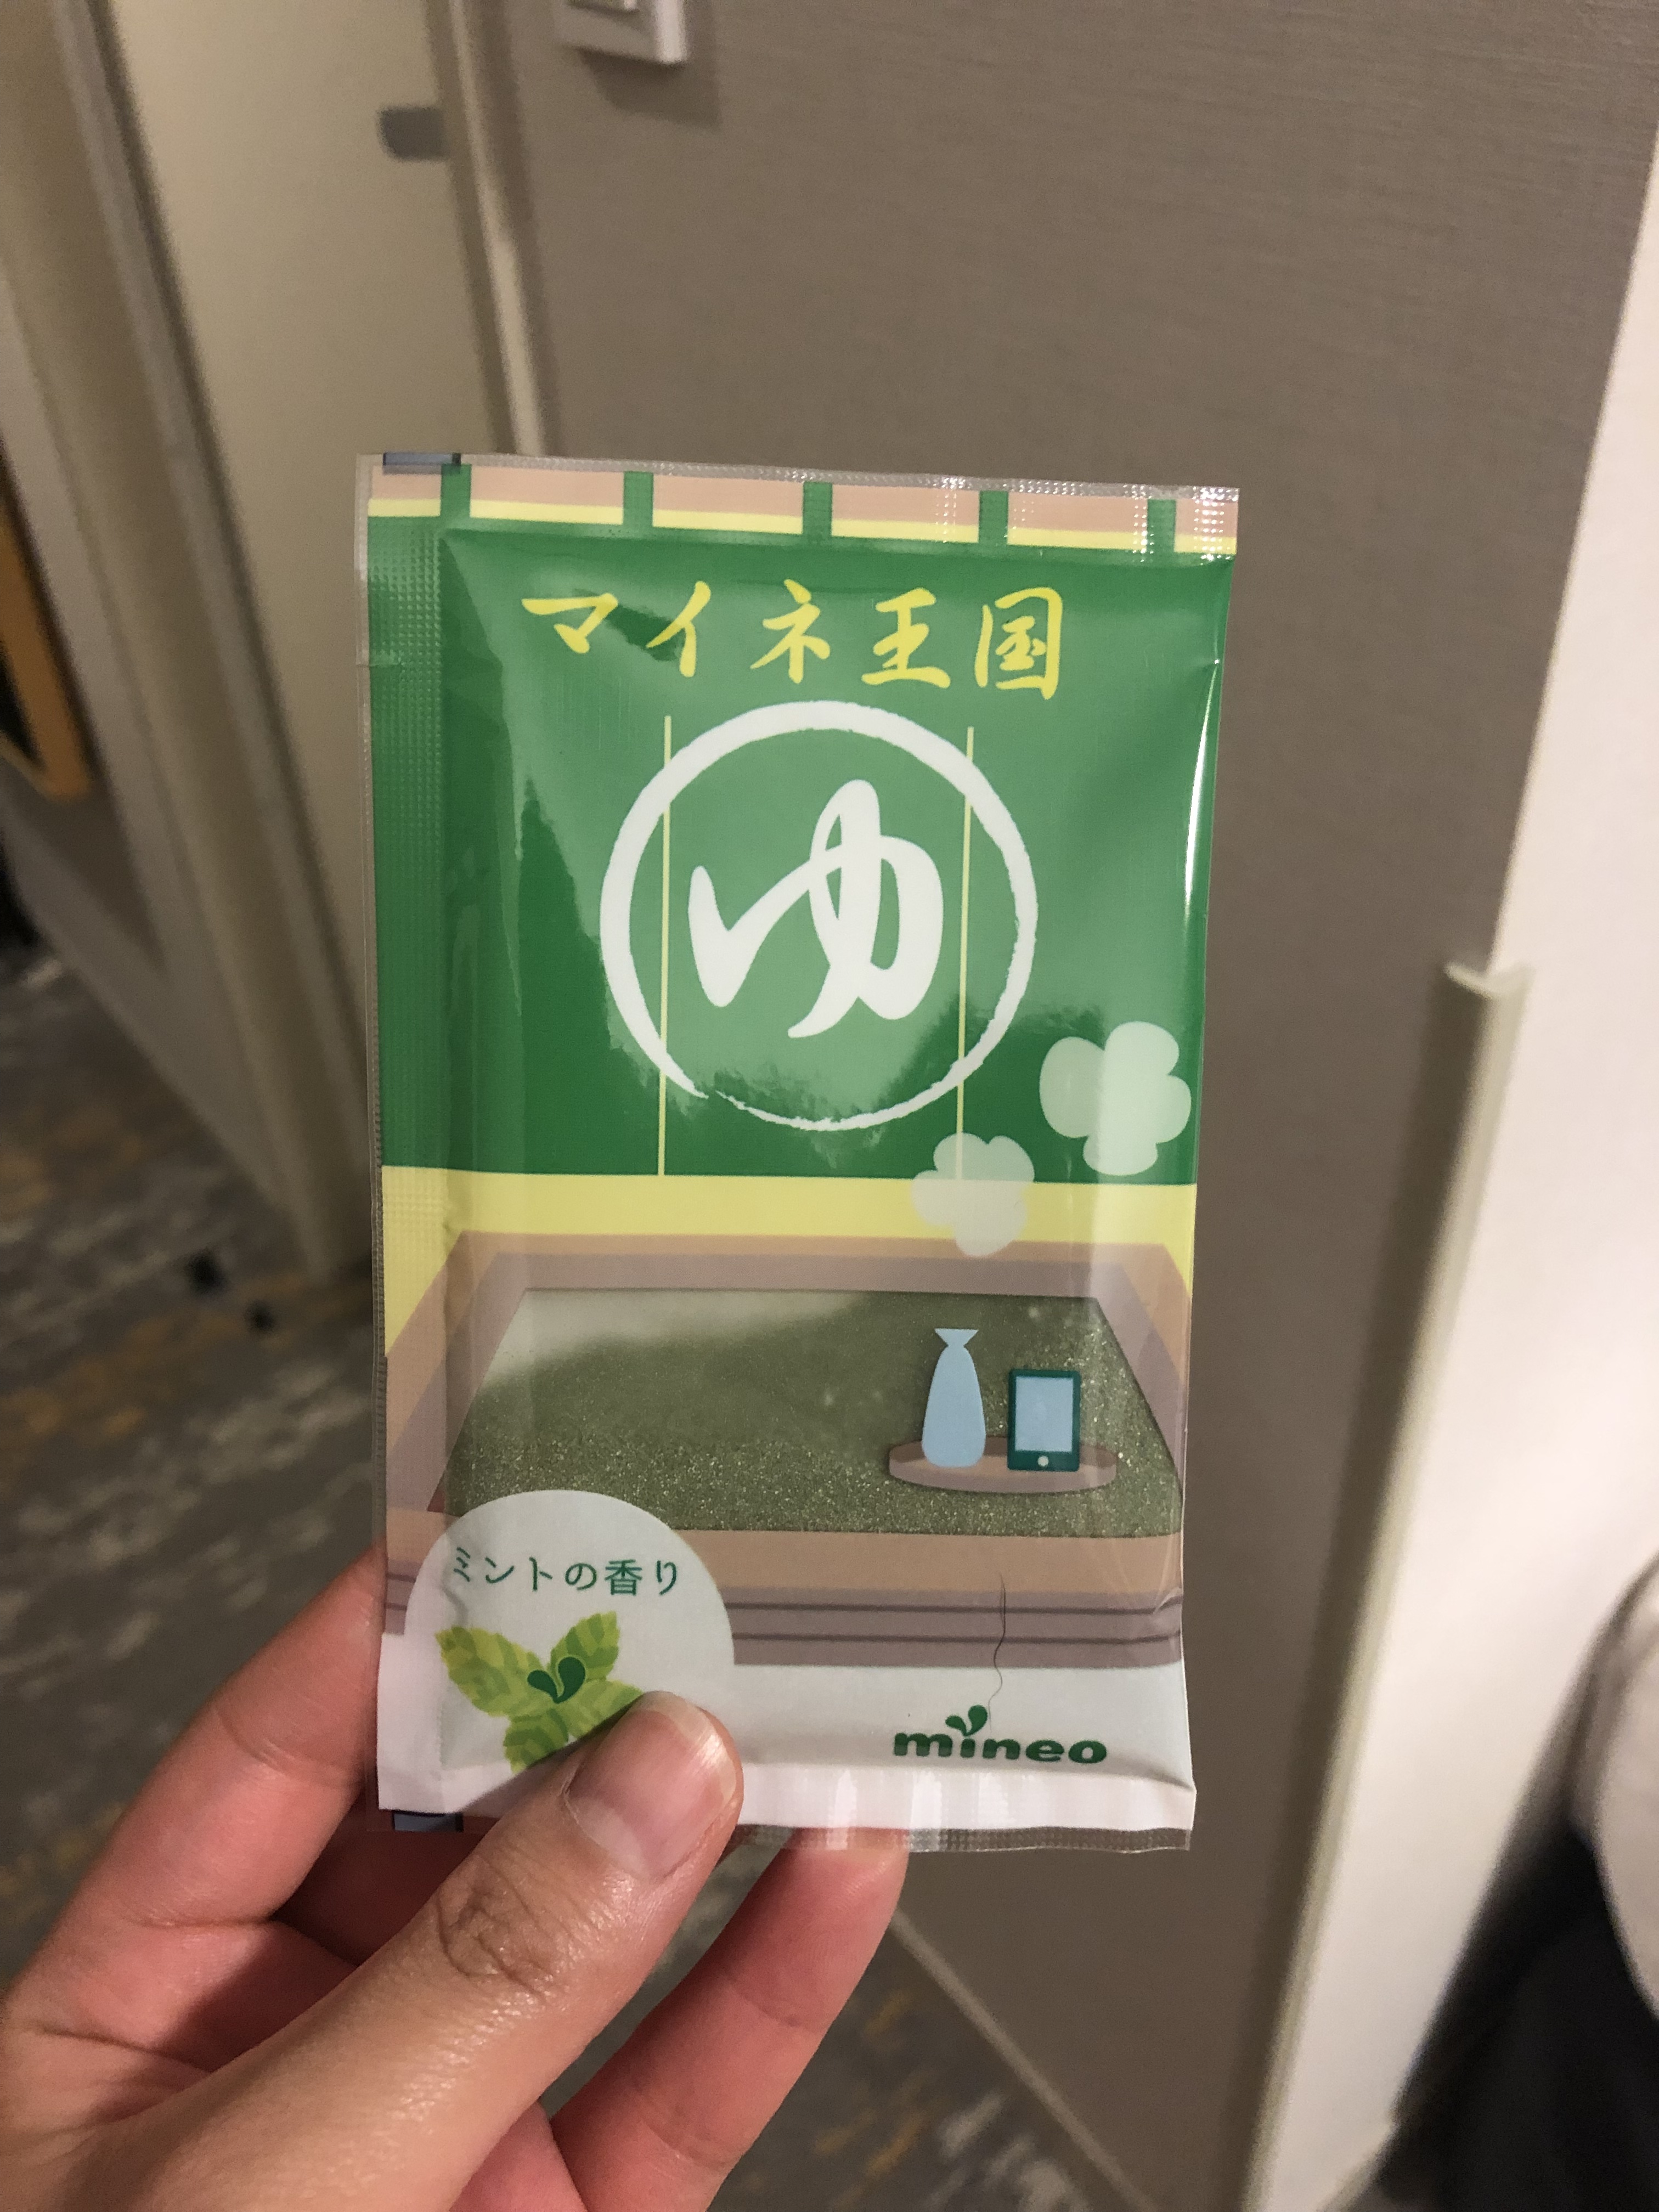 マイネ王国
ゆ
ミントの香り
mineo